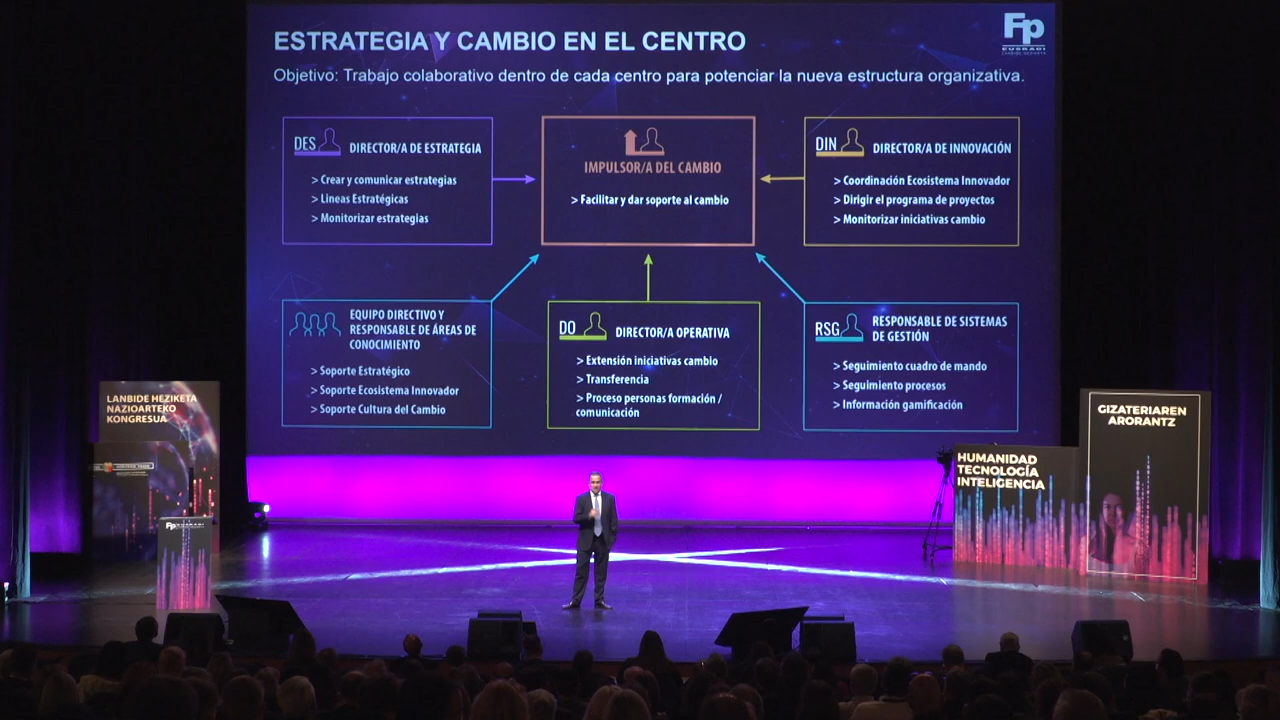 ESTRATEGIA Y CAMBIO EN EL CENTRO
Fp
EUSKADI
LANBIDE HEZIKETA
Objetivo: Trabajo colaborativo dentro de cada centro para potenciar la nueva estructura organizativa.
DES
DIRECTOR/A DE ESTRATEGIA
> Crear y comunicar estrategias
> Lineas Estratégicas
> Monitorizar estrategias
IMPULSOR/A DEL CAMBIO
> Facilitar y dar soporte al cambio
DIN
DIRECTOR/A DE INNOVACIÓN
> Coordinación Ecosistema Innovador
> Dirigir el programa de proyectos
> Monitorizar iniciativas cambio
EQUIPO DIRECTIVO Y
RESPONSABLE DE ÁREAS DE
CONOCIMIENTO
> Soporte Estratégico
> Soporte Ecosistema Innovador
> Soporte Cultura del Cambio
DO
DIRECTOR/A OPERATIVA
> Extensión iniciativas cambio
> Transferencia
> Proceso personas formación /
comunicación
RSG
RESPONSABLE DE SISTEMAS
DE GESTIÓN
> Seguimiento cuadro de mando
> Seguimiento procesos
> Información gamificación
LANBIDE HEZIKETA
NAZIOARTEKO
KONGRESUA
Fp EUSKADI
HUMANIDAD
TECNOLOGÍA
INTELIGENCIA
GIZATERIAREN
ARORANTZ